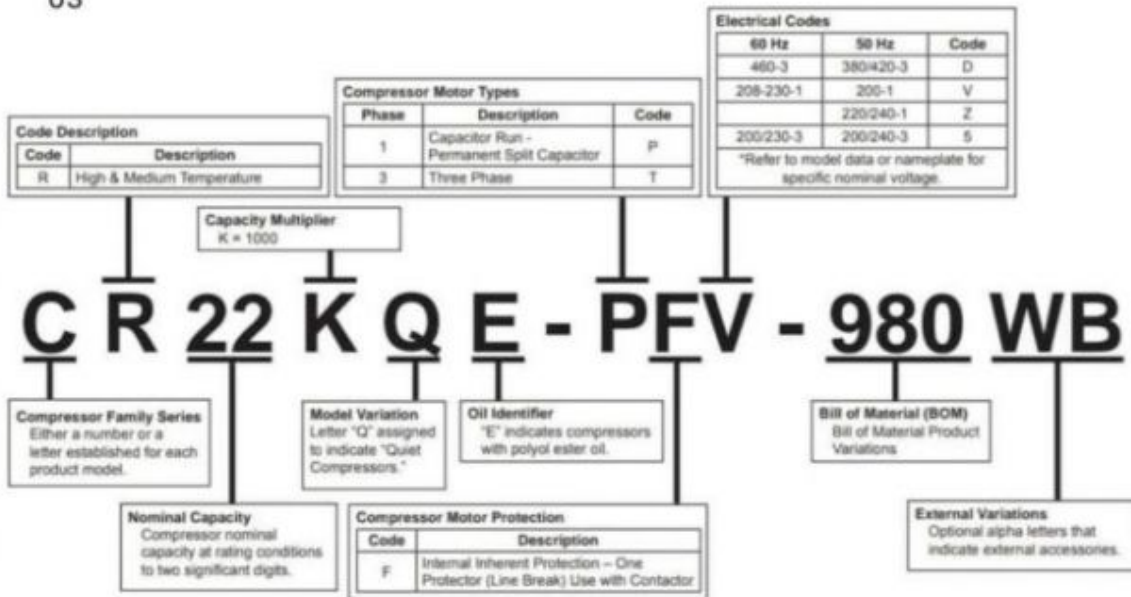 Electrical Codes
60 Hz 50 Hz Code
460-3 380/420-3 D
208-230-1 200-1 V
220/240-1 Z
200/230-3 200/240-3 5
*Refer to model data or nameplate for
specific nominal voltage.
Compressor Motor Types
Phase Description Code
1 Capacitor Run -
Permanent Split Capacitor P
3 Three Phase T
Code Description
Code Description
R High & Medium Temperature
Capacity Multiplier
K = 1000
C R 22 K Q E - P F V - 980 WB
Compressor Family Series
Either a number or a
letter established for each
product model.
Model Variation
Letter "Q" assigned
to indicate "Quiet
Compressors."
Oil Identifier
"E" indicates compressors
with polyol ester oil.
Bill of Material (BOM)
Bill of Material Product
Variations
Nominal Capacity
Compressor nominal
capacity at rating conditions
to two significant digits.
Compressor Motor Protection
Code Description
F Internal Inherent Protection – One
Protector (Line Break) Use with Contactor
External Variations
Optional alpha letters that
indicate external accessories.